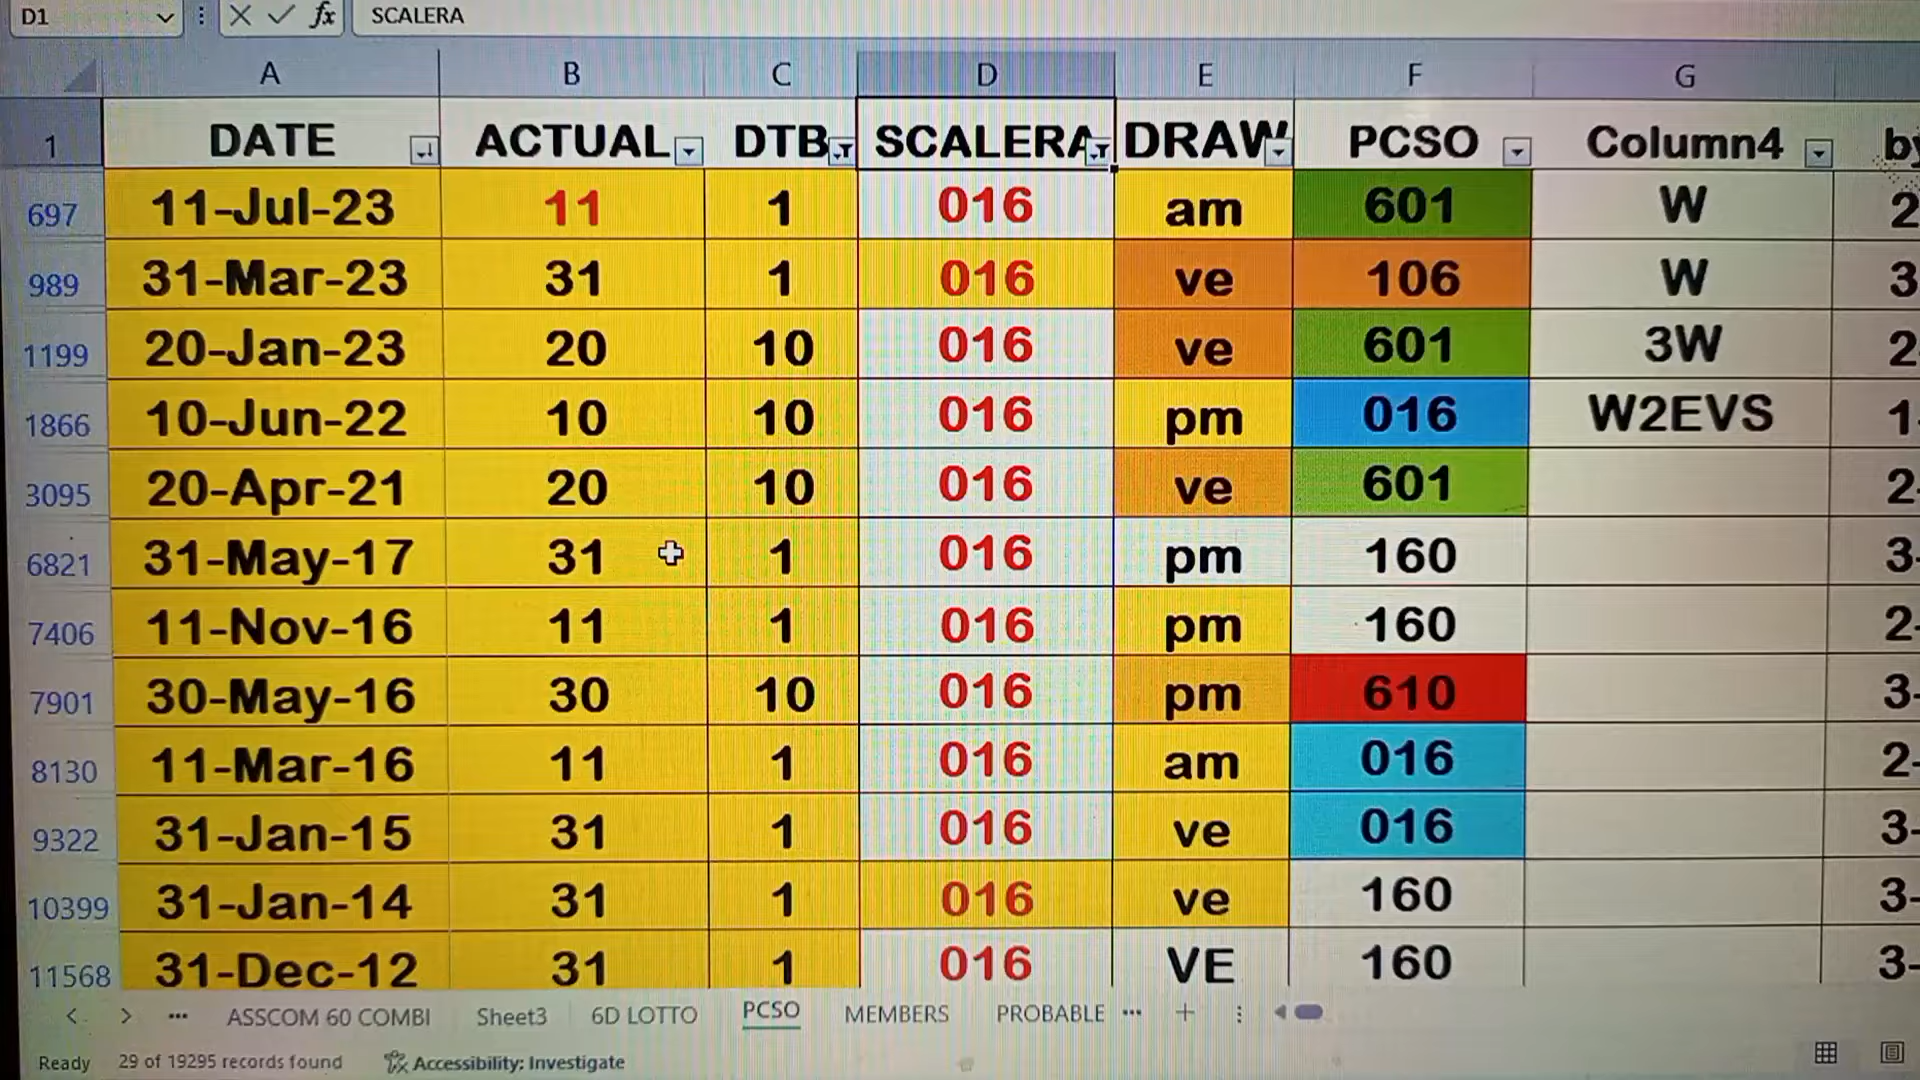 D1 fx SCALERA
A B C D E F G
1 DATE ACTUAL DTB SCALERA DRAW PCSO Column4 by
697 11-Jul-23 11 1 016 am 601 W 2
989 31-Mar-23 31 1 016 ve 106 W 3
1199 20-Jan-23 20 10 016 ve 601 3W 2
1866 10-Jun-22 10 10 016 pm 016 W2EVS 1-
3095 20-Apr-21 20 10 016 ve 601 2-
6821 31-May-17 31 1 016 pm 160 3-
7406 11-Nov-16 11 1 016 pm 160 2-
7901 30-May-16 30 10 016 pm 610 3-
8130 11-Mar-16 11 1 016 am 016 2-
9322 31-Jan-15 31 1 016 ve 016 3-
10399 31-Jan-14 31 1 016 ve 160 3-
11568 31-Dec-12 31 1 016 VE 160 3-
ASSCOM 60 COMBI Sheet3 6D LOTTO PCSO MEMBERS PROBABLE
Ready 29 of 19295 records found Accessibility: Investigate